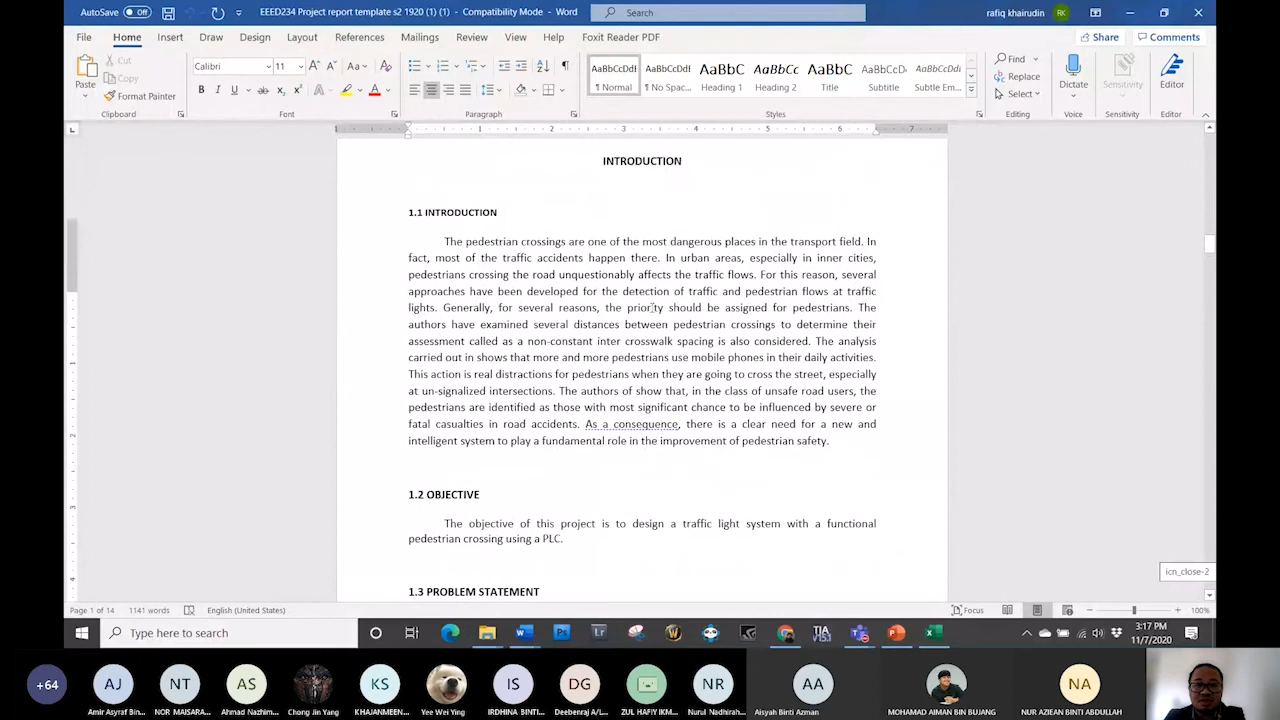 AutoSave Off
EEED234 Project report template s2 1920 (1) (1) - Compatibility Mode - Word
Search
rafiq khairudin RK
File Home Insert Draw Design Layout References Mailings Review View Help Foxit Reader PDF Share Comments
Paste
Cut
Copy
Format Painter
Calibri 11
AaBbCcDdI AaBbCcDdI AaBbC AaBbCc AaBbC AaBbCcD AaBbCcDdI
¶ Normal ¶ No Spac... Heading 1 Heading 2 Title Subtitle Subtle Em...
Find
Replace
Select
Dictate Sensitivity Editor
Clipboard Font Paragraph Styles Editing Voice Sensitivity Editor
1 2 3 4 5 6 7
INTRODUCTION
1.1 INTRODUCTION
The pedestrian crossings are one of the most dangerous places in the transport field. In
fact, most of the traffic accidents happen there. In urban areas, especially in inner cities,
pedestrians crossing the road unquestionably affects the traffic flows. For this reason, several
approaches have been developed for the detection of traffic and pedestrian flows at traffic
lights. Generally, for several reasons, the priority should be assigned for pedestrians. The
authors have examined several distances between pedestrian crossings to determine their
assessment called as a non-constant inter crosswalk spacing is also considered. The analysis
carried out in shows that more and more pedestrians use mobile phones in their daily activities.
This action is real distractions for pedestrians when they are going to cross the street, especially
at un-signalized intersections. The authors of show that, in the class of unsafe road users, the
pedestrians are identified as those with most significant chance to be influenced by severe or
fatal casualties in road accidents. As a consequence, there is a clear need for a new and
intelligent system to play a fundamental role in the improvement of pedestrian safety.
1.2 OBJECTIVE
The objective of this project is to design a traffic light system with a functional
pedestrian crossing using a PLC.
icn_close-2
1.3 PROBLEM STATEMENT
Page 1 of 14 1141 words English (United States) Focus 100%
Type here to search
3:17 PM
11/7/2020
+64 AJ NT AS KS IS DG NR AA NA
Amir Asyraf Bin... NOR MAISARA... Ahmad Nazhim... Chong Jin Yang KHAJANMEEN... Yee Wei Ying IRDHINA BINTI... Deebenraj A/L... ZUL HAFIY IKM... Nurul Nadhirah... Aisyah Binti Azman MOHAMAD AIMAN BIN BUJANG NUR AZIEAN BINTI ABDULLAH